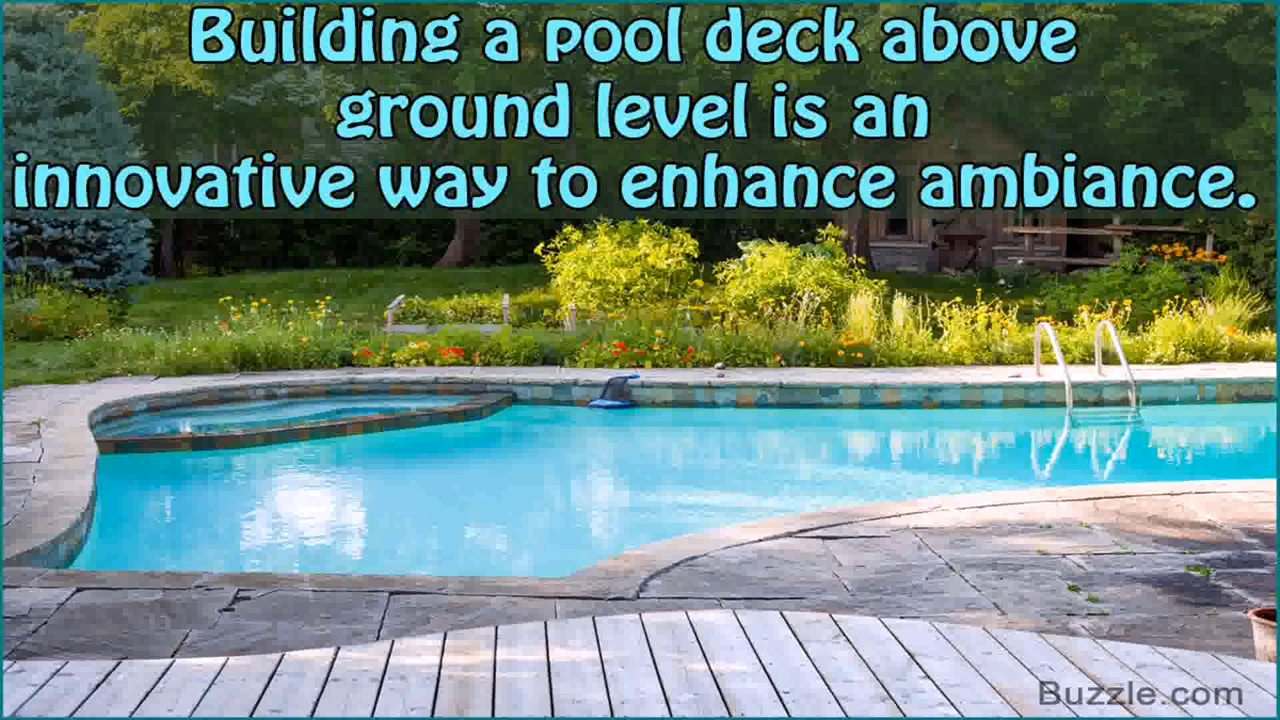 Building a pool deck above
ground level is an
innovative way to enhance ambiance.
Buzzle.com